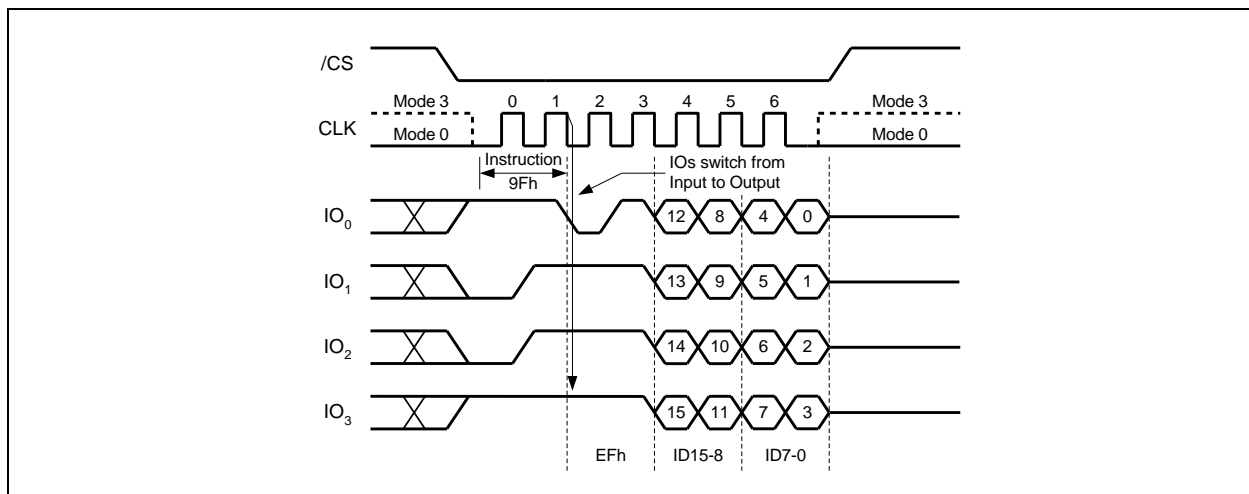 /CS
Mode 3 0 1 2 3 4 5 6 Mode 3
CLK Mode 0 Mode 0
Instruction IOs switch from
9Fh Input to Output
IO0 12 8 4 0
IO1 13 9 5 1
IO2 14 10 6 2
IO3 15 11 7 3
EFh ID15-8 ID7-0